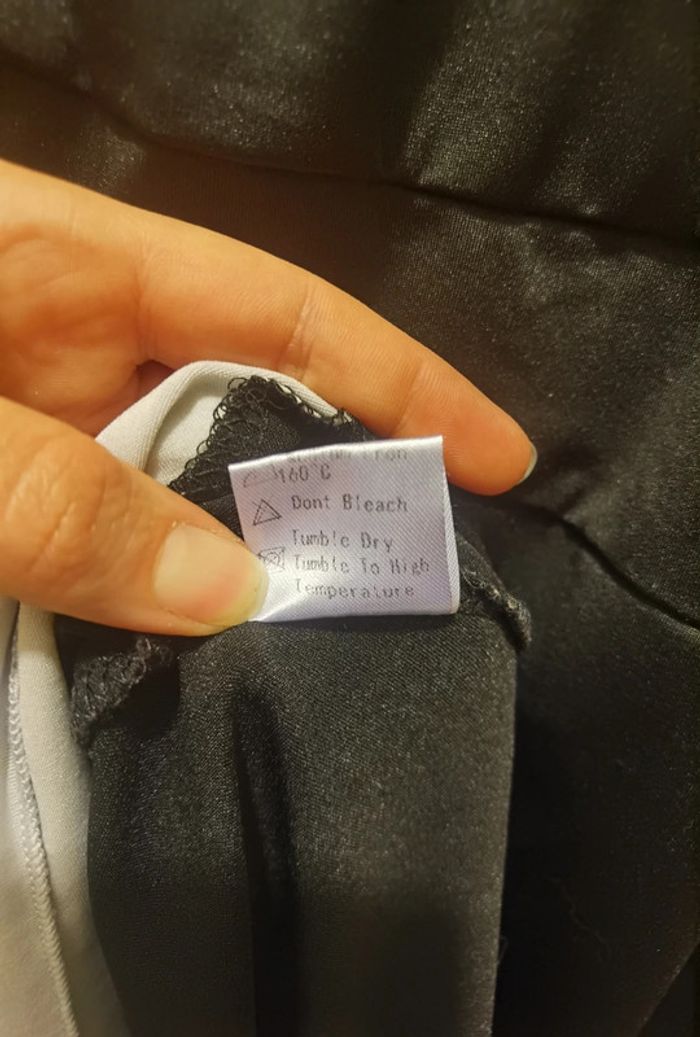 160°C
Dont Bleach
Tumble Dry
Tumble To High
Temperature